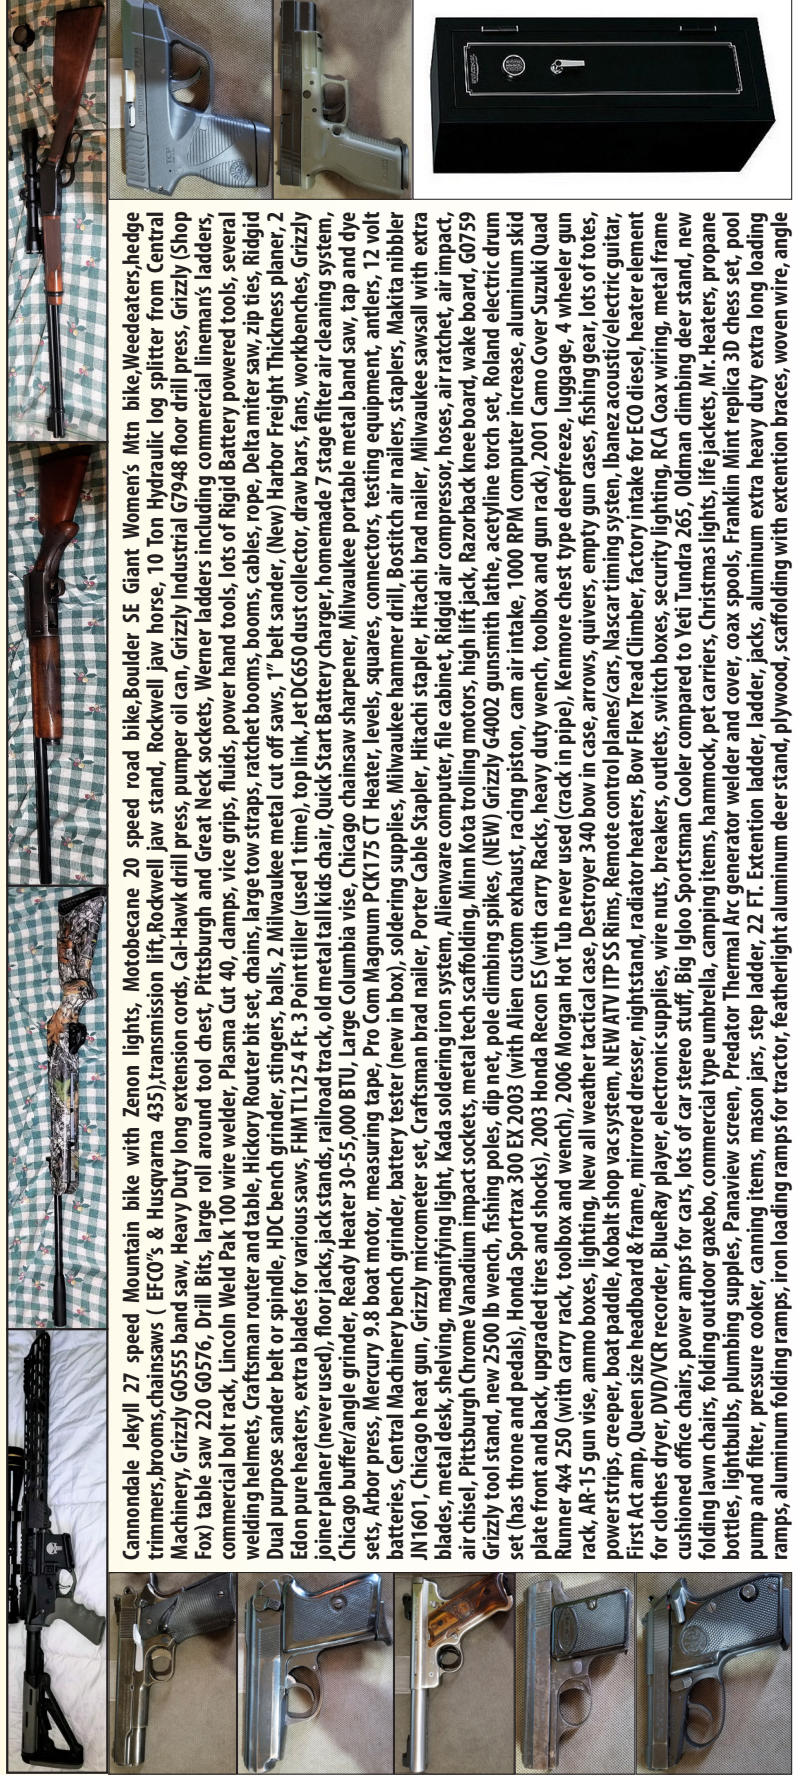 Cannondale Jekyll 27 speed Mountain bike with Zenon lights, Motobecane 20 speed road bike,Boulder SE Giant Women's Mtn bike,Weedeaters,hedge
trimmers,brooms,chainsaws ( EFCO"s & Husqvarna 435),transmission lift,Rockwell jaw stand, Rockwell jaw horse, 10 Ton Hydraulic log splitter from Central
Machinery, Grizzly G0555 band saw, Heavy Duty long extension cords, Cal-Hawk drill press, pumper oil can, Grizzly Industrial G7948 floor drill press, Grizzly (Shop
Fox) table saw 220 G0576, Drill Bits, large roll around tool chest, Pittsburgh and Great Neck sockets, Werner ladders including commercial lineman's ladders,
commercial bolt rack, Lincoln Weld Pak 100 wire welder, Plasma Cut 40, clamps, vice grips, fluids, power hand tools, lots of Rigid Battery powered tools, several
welding helmets, Craftsman router and table, Hickory Router bit set, chains, large tow straps, ratchet booms, booms, cables, rope, Delta miter saw, zip ties, Ridgid
Dual purpose sander belt or spindle, HDC bench grinder, stingers, balls, 2 Milwaukee metal cut off saws, 1" belt sander, (New) Harbor Freight Thickness planer, 2
Edon pure heaters, extra blades for various saws, FHM TL125 4 Ft. 3 Point tiller (used 1 time), top link, Jet DC650 dust collector, draw bars, fans, workbenches, Grizzly
joiner planer (never used), floor jacks, jack stands, railroad track, old metal tall kids chair, Quick Start Battery charger, homemade 7 stage filter air cleaning system,
Chicago buffer/angle grinder, Ready Heater 30-55,000 BTU, Large Columbia vise, Chicago chainsaw sharpener, Milwaukee portable metal band saw, tap and dye
sets, Arbor press, Mercury 9.8 boat motor, measuring tape, Pro Com Magnum PCK175 CT Heater, levels, squares, connectors, testing equipment, antlers, 12 volt
batteries, Central Machinery bench grinder, battery tester (new in box), soldering supplies, Milwaukee hammer drill, Bostitch air nailers, staplers, Makita nibbler
JN1601, Chicago heat gun, Grizzly micrometer set, Craftsman brad nailer, Porter Cable Stapler, Hitachi stapler, Hitachi brad nailer, Milwaukee sawsall with extra
blades, metal desk, shelving, magnifying light, Kada soldering iron system, Alienware computer, file cabinet, Ridgid air compressor, hoses, air ratchet, air impact,
air chisel, Pittsburgh Chrome Vanadium impact sockets, metal tech scaffolding, Minn Kota trolling motors, high lift jack, Razorback knee board, wake board, G0759
Grizzly tool stand, new 2500 lb wench, fishing poles, dip net, pole climbing spikes, (NEW) Grizzly G4002 gunsmith lathe, acetyline torch set, Roland electric drum
set (has throne and pedals), Honda Sportrax 300 EX 2003 (with Alien custom exhaust, racing piston, cam air intake, 1000 RPM computer increase, aluminum skid
plate front and back, upgraded tires and shocks), 2003 Honda Recon ES (with carry Racks, heavy duty wench, toolbox and gun rack), 2001 Camo Cover Suzuki Quad
Runner 4x4 250 (with carry rack, toolbox and wench), 2006 Morgan Hot Tub never used (crack in pipe), Kenmore chest type deepfreeze, luggage, 4 wheeler gun
rack, AR-15 gun vise, ammo boxes, lighting, New all weather tactical case, Destroyer 340 bow in case, arrows, quivers, empty gun cases, fishing gear, lots of totes,
power strips, creeper, boat paddle, Kobalt shop vac system, NEW ATV ITP SS Rims, Remote control planes/cars, Nascar timing systen, Ibanez acoustic/electric guitar,
First Act amp, Queen size headboard & frame, mirrored dresser, nightstand, radiator heaters, Bow Flex Tread Climber, factory intake for ECO diesel, heater element
for clothes dryer, DVD/VCR recorder, BlueRay player, electronic supplies, wire nuts, breakers, outlets, switch boxes, security lighting, RCA Coax wiring, metal frame
cushioned office chairs, power amps for cars, lots of car stereo stuff, Big Igloo Sportsman Cooler compared to Yeti Tundra 265, Oldman climbing deer stand, new
folding lawn chairs, folding outdoor gaxebo, commercial type umbrella, camping items, hammock, pet carriers, Christmas lights, life jackets, Mr. Heaters, propane
bottles, lightbulbs, plumbing supples, Panaview screen, Predator Thermal Arc generator welder and cover, coax spools, Franklin Mint replica 3D chess set, pool
pump and filter, pressure cooker, canning items, mason jars, step ladder, 22 FT. Extention ladder, ladder, jacks, aluminum extra heavy duty extra long loading
ramps, aluminum folding ramps, iron loading ramps for tractor, featherlight aluminum deer stand, plywood, scaffolding with extention braces, woven wire, angle